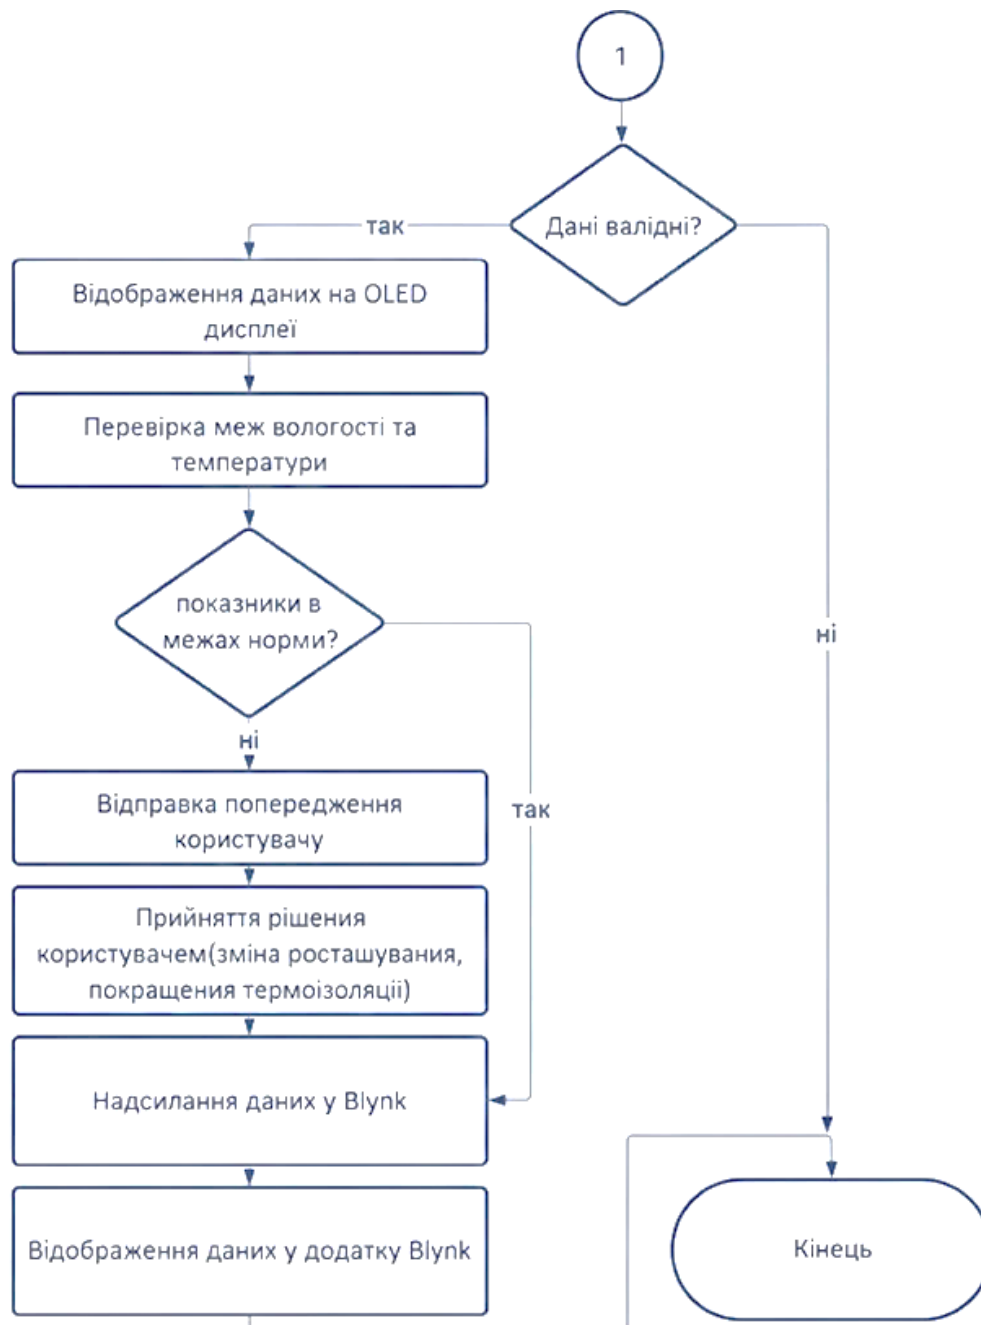 1
Дані валідні?
так
Відображення даних на OLED
дисплеї
Перевірка меж вологості та
температури
показники в
межах норми?
ні
ні
так
Відправка попередження
користувачу
Прийняття рішення
користувачем(зміна росташування,
покращення термоізоляції)
Надсилання даних у Blynk
Відображення даних у додатку Blynk
Кінець